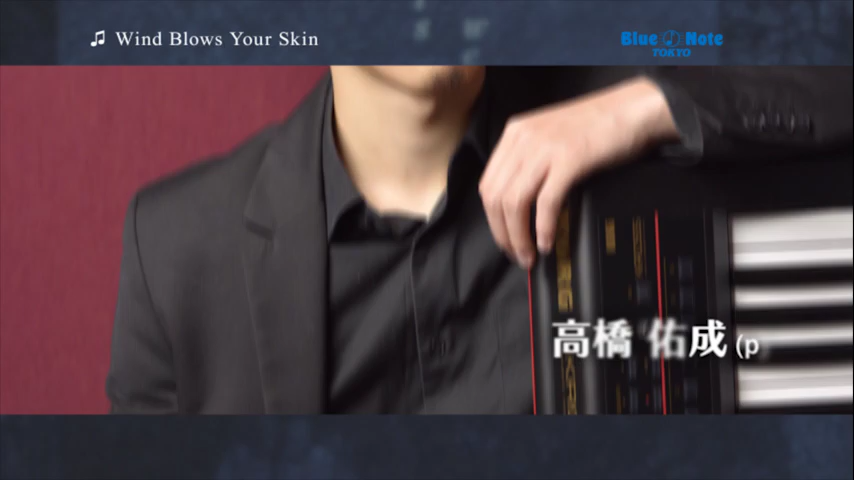 ♫ Wind Blows Your Skin
Blue Note
TOKYO
高橋 佑成 (p